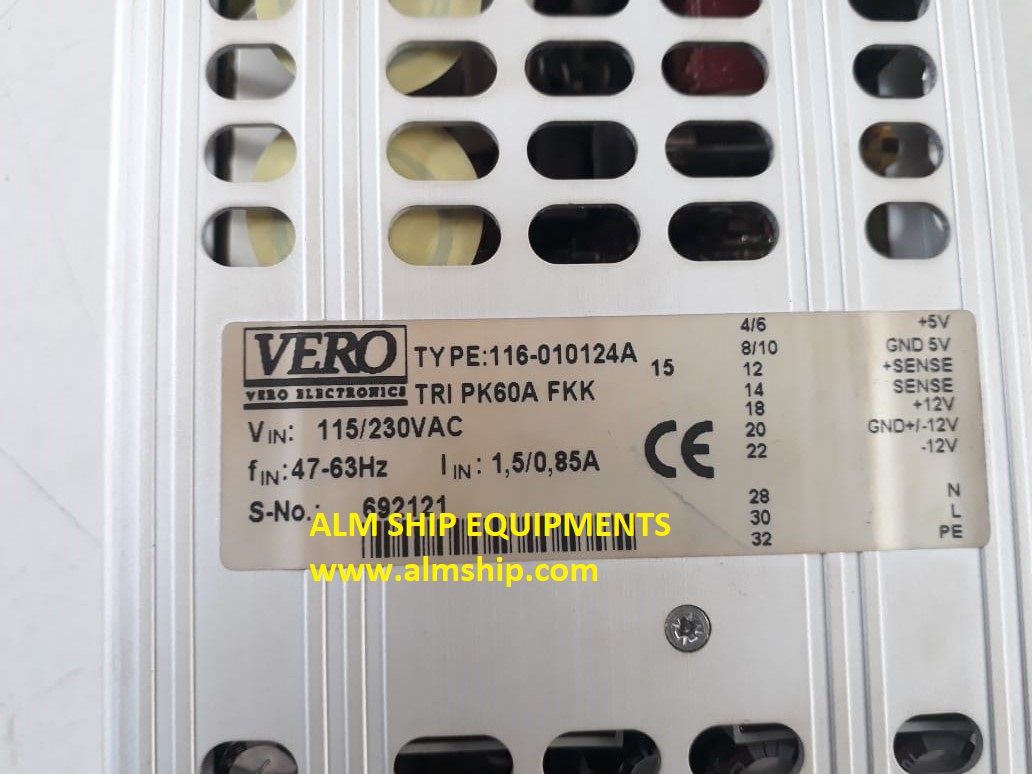 VERO
VERO ELECTRONICS
TYPE:116-010124A
TRI PK60A FKK
15
VIN: 115/230VAC
fIN:47-63Hz IIN: 1,5/0,85A
CE
S-No.: 692121
4/6 +5V
8/10 GND 5V
12 +SENSE
14 SENSE
18 +12V
20 GND+/-12V
22 -12V
28 N
30 L
32 PE
ALM SHIP EQUIPMENTS
www.almship.com